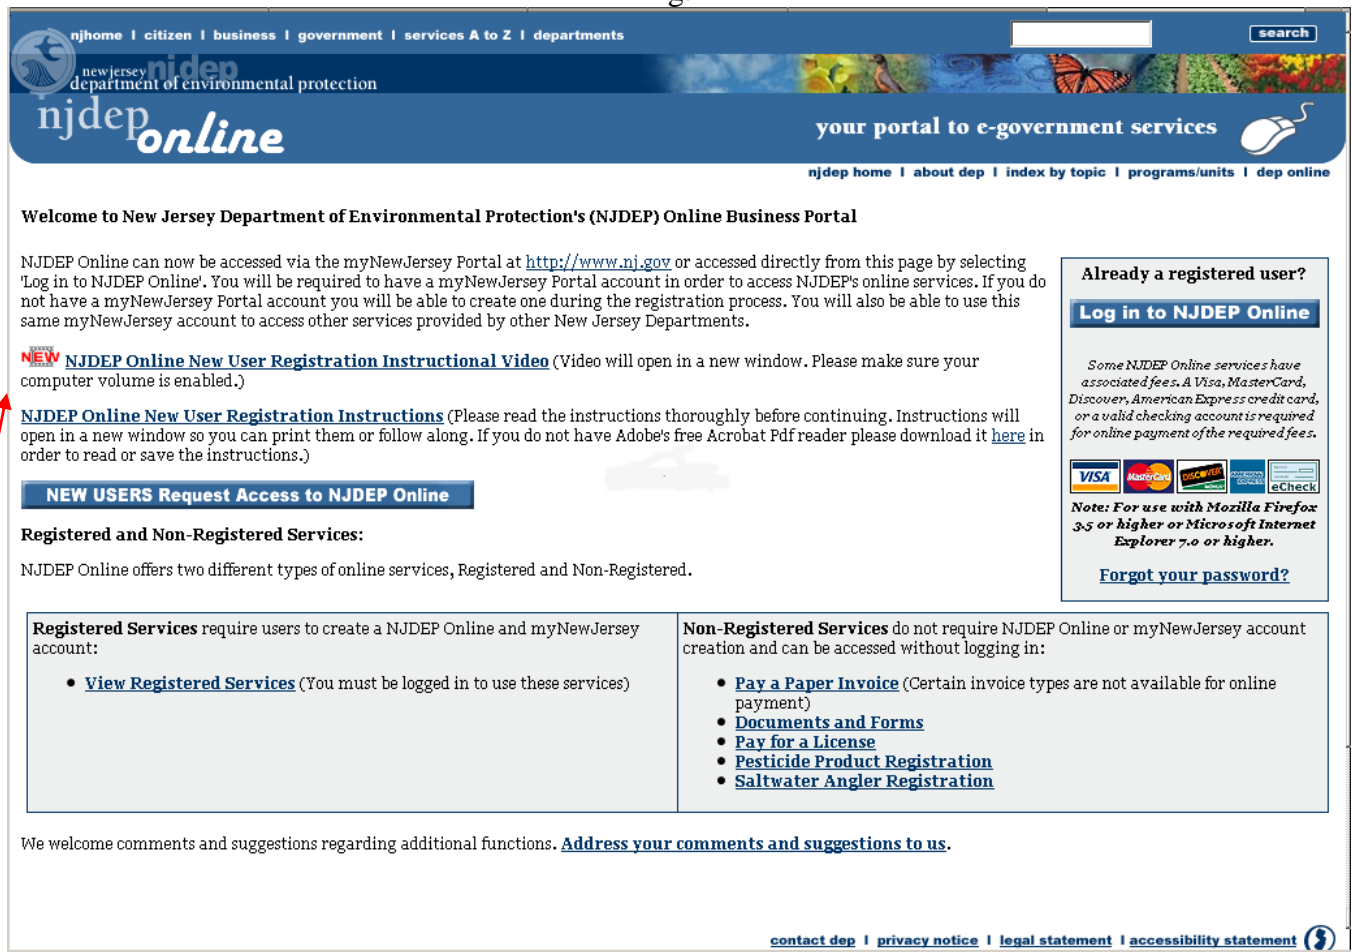 njhome | citizen | business | government | services A to Z | departments
search
newjersey nj dep
department of environmental protection
njdep online
your portal to e-government services
njdep home | about dep | index by topic | programs/units | dep online
Welcome to New Jersey Department of Environmental Protection's (NJDEP) Online Business Portal
NJDEP Online can now be accessed via the myNewJersey Portal at http://www.nj.gov or accessed directly from this page by selecting
'Log in to NJDEP Online'. You will be required to have a myNewJersey Portal account in order to access NJDEP's online services. If you do
not have a myNewJersey Portal account you will be able to create one during the registration process. You will also be able to use this
same myNewJersey account to access other services provided by other New Jersey Departments.
NEW NJDEP Online New User Registration Instructional Video (Video will open in a new window. Please make sure your
computer volume is enabled.)
NJDEP Online New User Registration Instructions (Please read the instructions thoroughly before continuing. Instructions will
open in a new window so you can print them or follow along. If you do not have Adobe's free Acrobat Pdf reader please download it here in
order to read or save the instructions.)
NEW USERS Request Access to NJDEP Online
Already a registered user?
Log in to NJDEP Online
Some NJDEP Online services have
associated fees. A Visa, MasterCard,
Discover, American Express credit card,
or a valid checking account is required
for online payment of the required fees.
VISA MasterCard DISCOVER AMERICAN EXPRESS eCheck
Note: For use with Mozilla Firefox
3.5 or higher or Microsoft Internet
Explorer 7.0 or higher.
Forgot your password?
Registered and Non-Registered Services:
NJDEP Online offers two different types of online services, Registered and Non-Registered.
Registered Services require users to create a NJDEP Online and myNewJersey
account:
• View Registered Services (You must be logged in to use these services)
Non-Registered Services do not require NJDEP Online or myNewJersey account
creation and can be accessed without logging in:
• Pay a Paper Invoice (Certain invoice types are not available for online
payment)
• Documents and Forms
• Pay for a License
• Pesticide Product Registration
• Saltwater Angler Registration
We welcome comments and suggestions regarding additional functions. Address your comments and suggestions to us.
contact dep | privacy notice | legal statement | accessibility statement